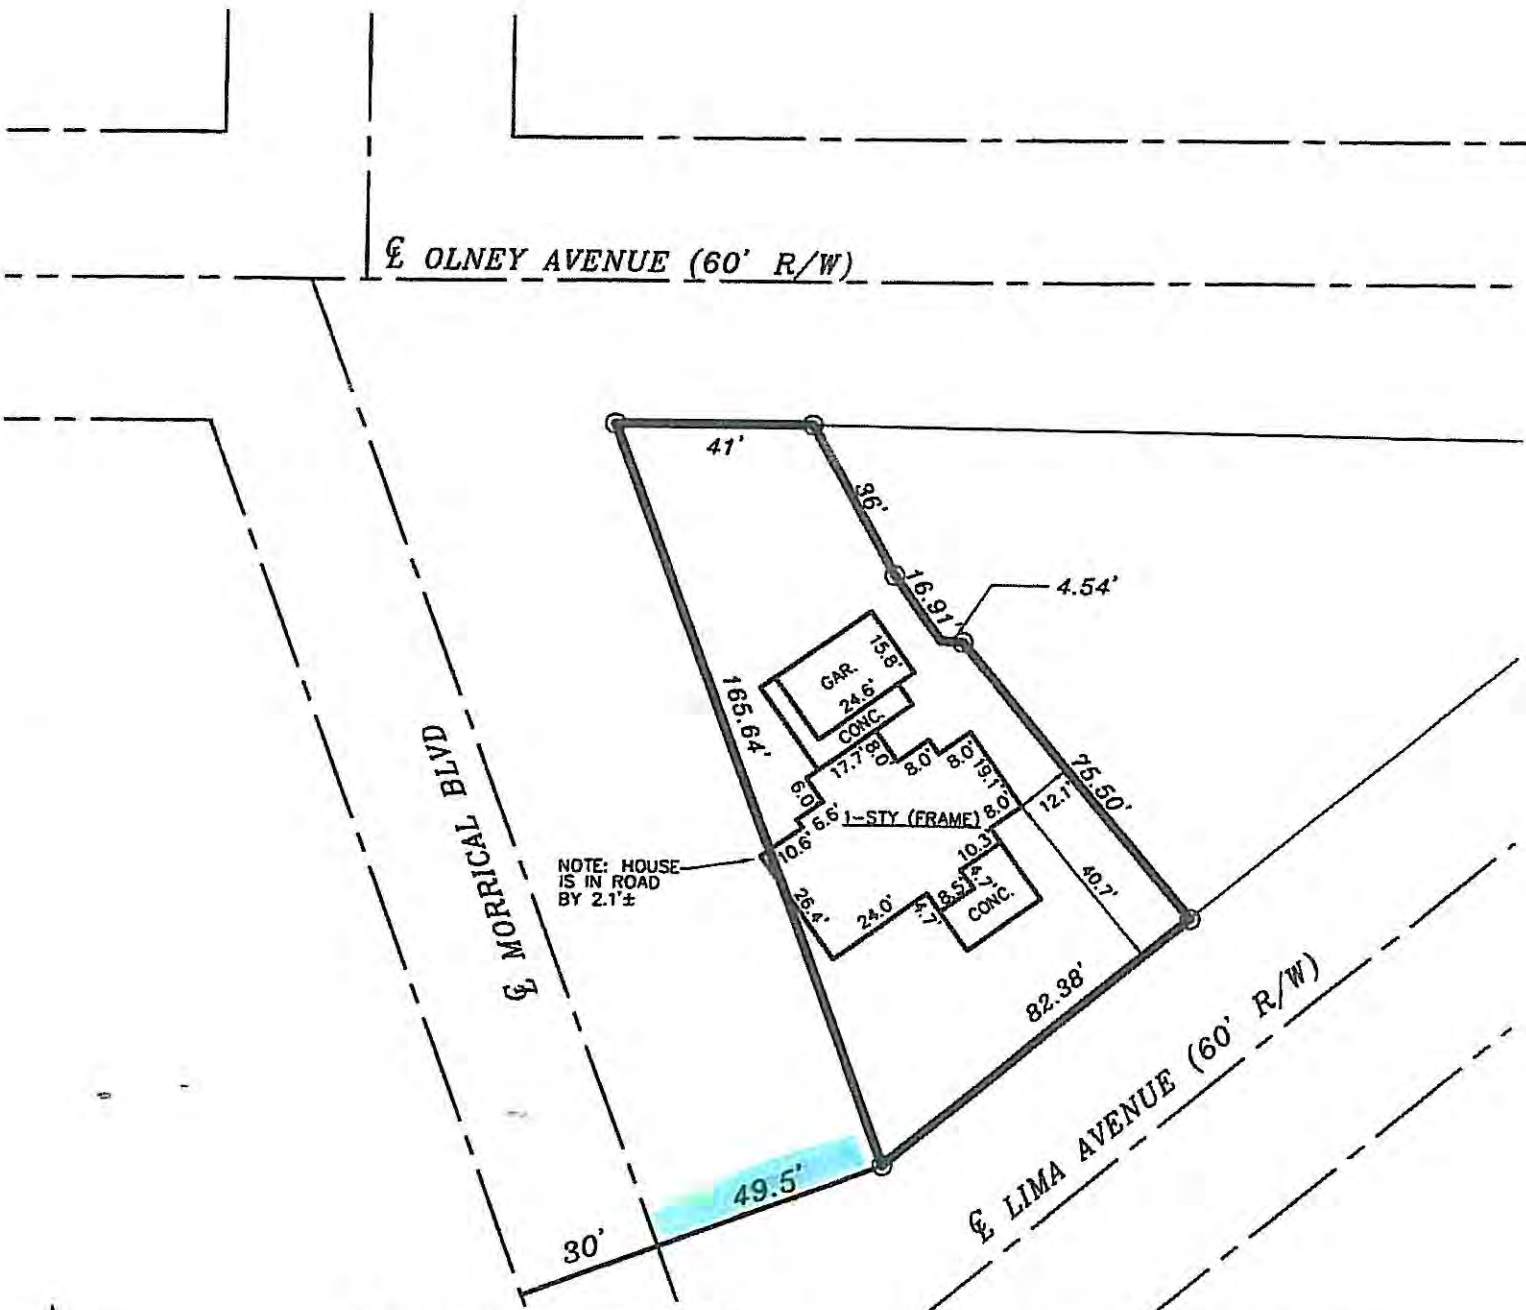 ℄ OLNEY AVENUE (60' R/W)
41'
36'
16.91'
4.54'
15.8'
GAR.
24.6'
CONC.
165.64'
17.7'
8.0'
8.0'
8.0'
19.1'
75.50'
12.1'
6.0'
6.6'
1-STY (FRAME)
8.0'
10.6'
10.3'
NOTE: HOUSE
IS IN ROAD
BY 2.1'±
26.4'
24.0'
4.7'
8.5'
4.7'
CONC.
40.7'
℄ MORRICAL BLVD
82.38'
℄ LIMA AVENUE (60' R/W)
49.5'
30'